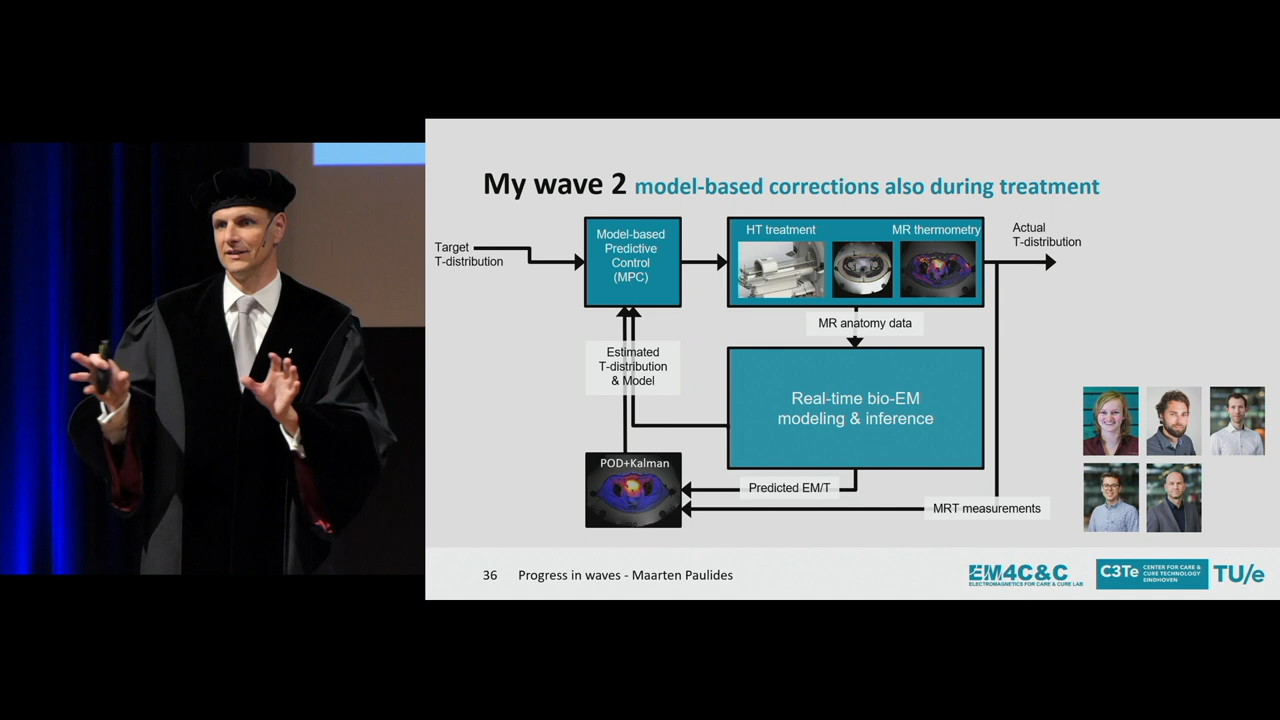 My wave 2 model-based corrections also during treatment
Target
T-distribution
Model-based
Predictive
Control
(MPC)
HT treatment
MR thermometry
Actual
T-distribution
MR anatomy data
Estimated
T-distribution
& Model
Real-time bio-EM
modeling & inference
POD+Kalman
Predicted EM/T
MRT measurements
36 Progress in waves - Maarten Paulides
EM4C&C
ELECTROMAGNETICS FOR CARE & CURE LAB
C3Te
CENTER FOR CARE &
CURE TECHNOLOGY
EINDHOVEN
TU/e